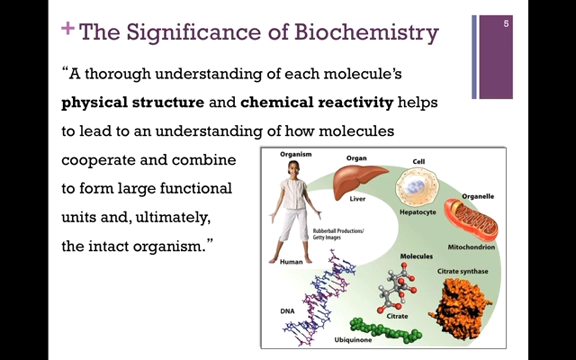 + The Significance of Biochemistry
5
“A thorough understanding of each molecule’s
physical structure and chemical reactivity helps
to lead to an understanding of how molecules
cooperate and combine
to form large functional
units and, ultimately,
the intact organism.”
Organism
Organ
Cell
Organelle
Liver
Hepatocyte
Rubberball Productions/
Getty Images
Mitochondrion
Human
Molecules
Citrate synthase
DNA
Citrate
Ubiquinone